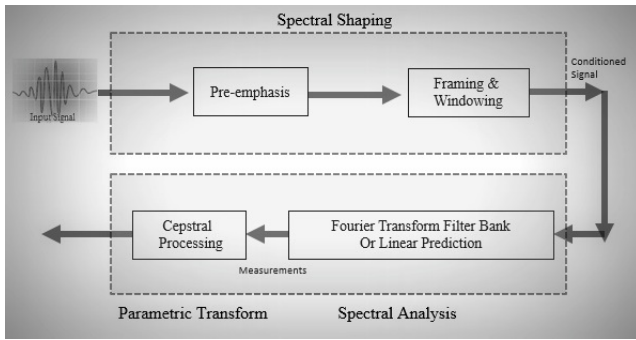 Spectral Shaping
Conditioned
Signal
Input Signal
Pre-emphasis
Framing &
Windowing
Cepstral
Processing
Fourier Transform Filter Bank
Or Linear Prediction
Measurements
Parametric Transform
Spectral Analysis